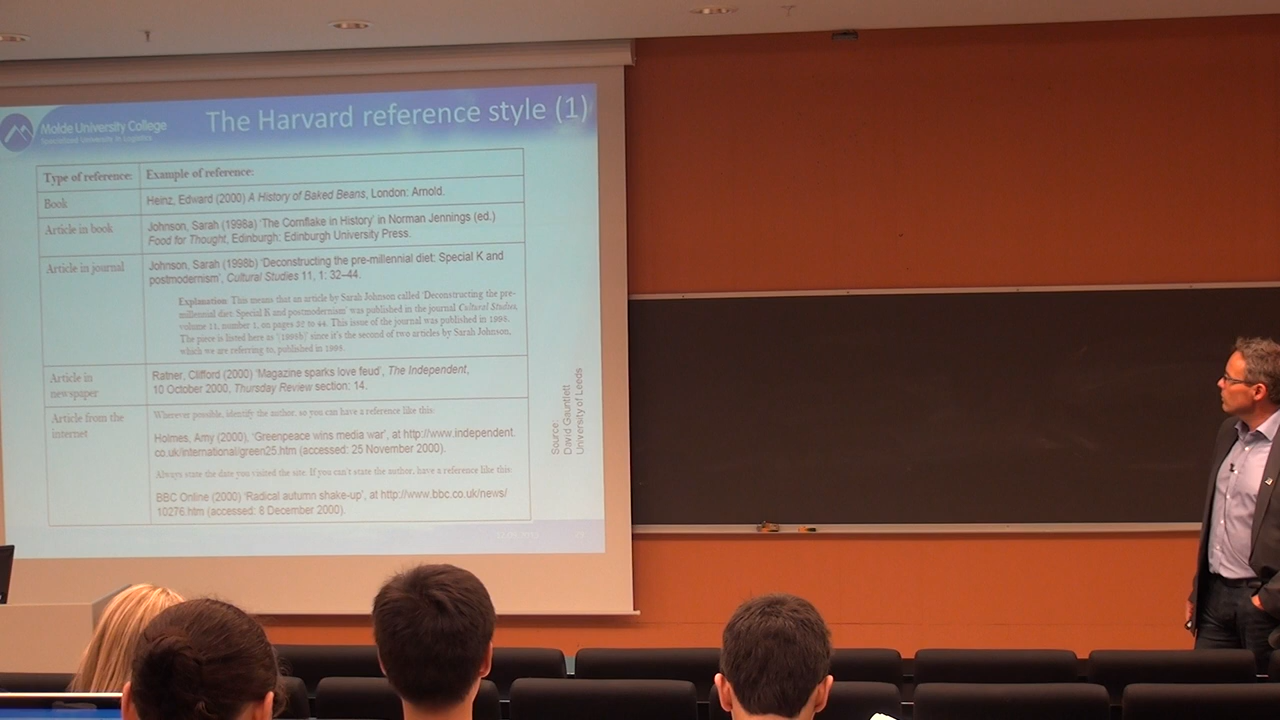 Molde University College
Specialized University in Logistics
The Harvard reference style (1)
Type of reference:
Example of reference:
Book
Heinz, Edward (2000) A History of Baked Beans, London: Arnold.
Article in book
Johnson, Sarah (1998a) 'The Cornflake in History' in Norman Jennings (ed.)
Food for Thought, Edinburgh: Edinburgh University Press.
Article in journal
Johnson, Sarah (1998b) 'Deconstructing the pre-millennial diet: Special K and
postmodernism', Cultural Studies 11, 1: 32–44.
Explanation: This means that an article by Sarah Johnson called 'Deconstructing the pre-
millennial diet: Special K and postmodernism' was published in the journal Cultural Studies,
volume 11, number 1, on pages 32 to 44. This issue of the journal was published in 1998.
The piece is listed here as '(1998b)' since it's the second of two articles by Sarah Johnson,
which we are referring to, published in 1998.
Article in
newspaper
Ratner, Clifford (2000) 'Magazine sparks love feud', The Independent,
10 October 2000, Thursday Review section: 14.
Article from the
internet
Wherever possible, identify the author, so you can have a reference like this:
Holmes, Amy (2000), 'Greenpeace wins media war', at http://www.independent.
co.uk/international/green25.htm (accessed: 25 November 2000).
Always state the date you visited the site. If you can't state the author, have a reference like this:
BBC Online (2000) 'Radical autumn shake-up', at http://www.bbc.co.uk/news/
10276.htm (accessed: 8 December 2000).
Source:
David Gauntlett
University of Leeds